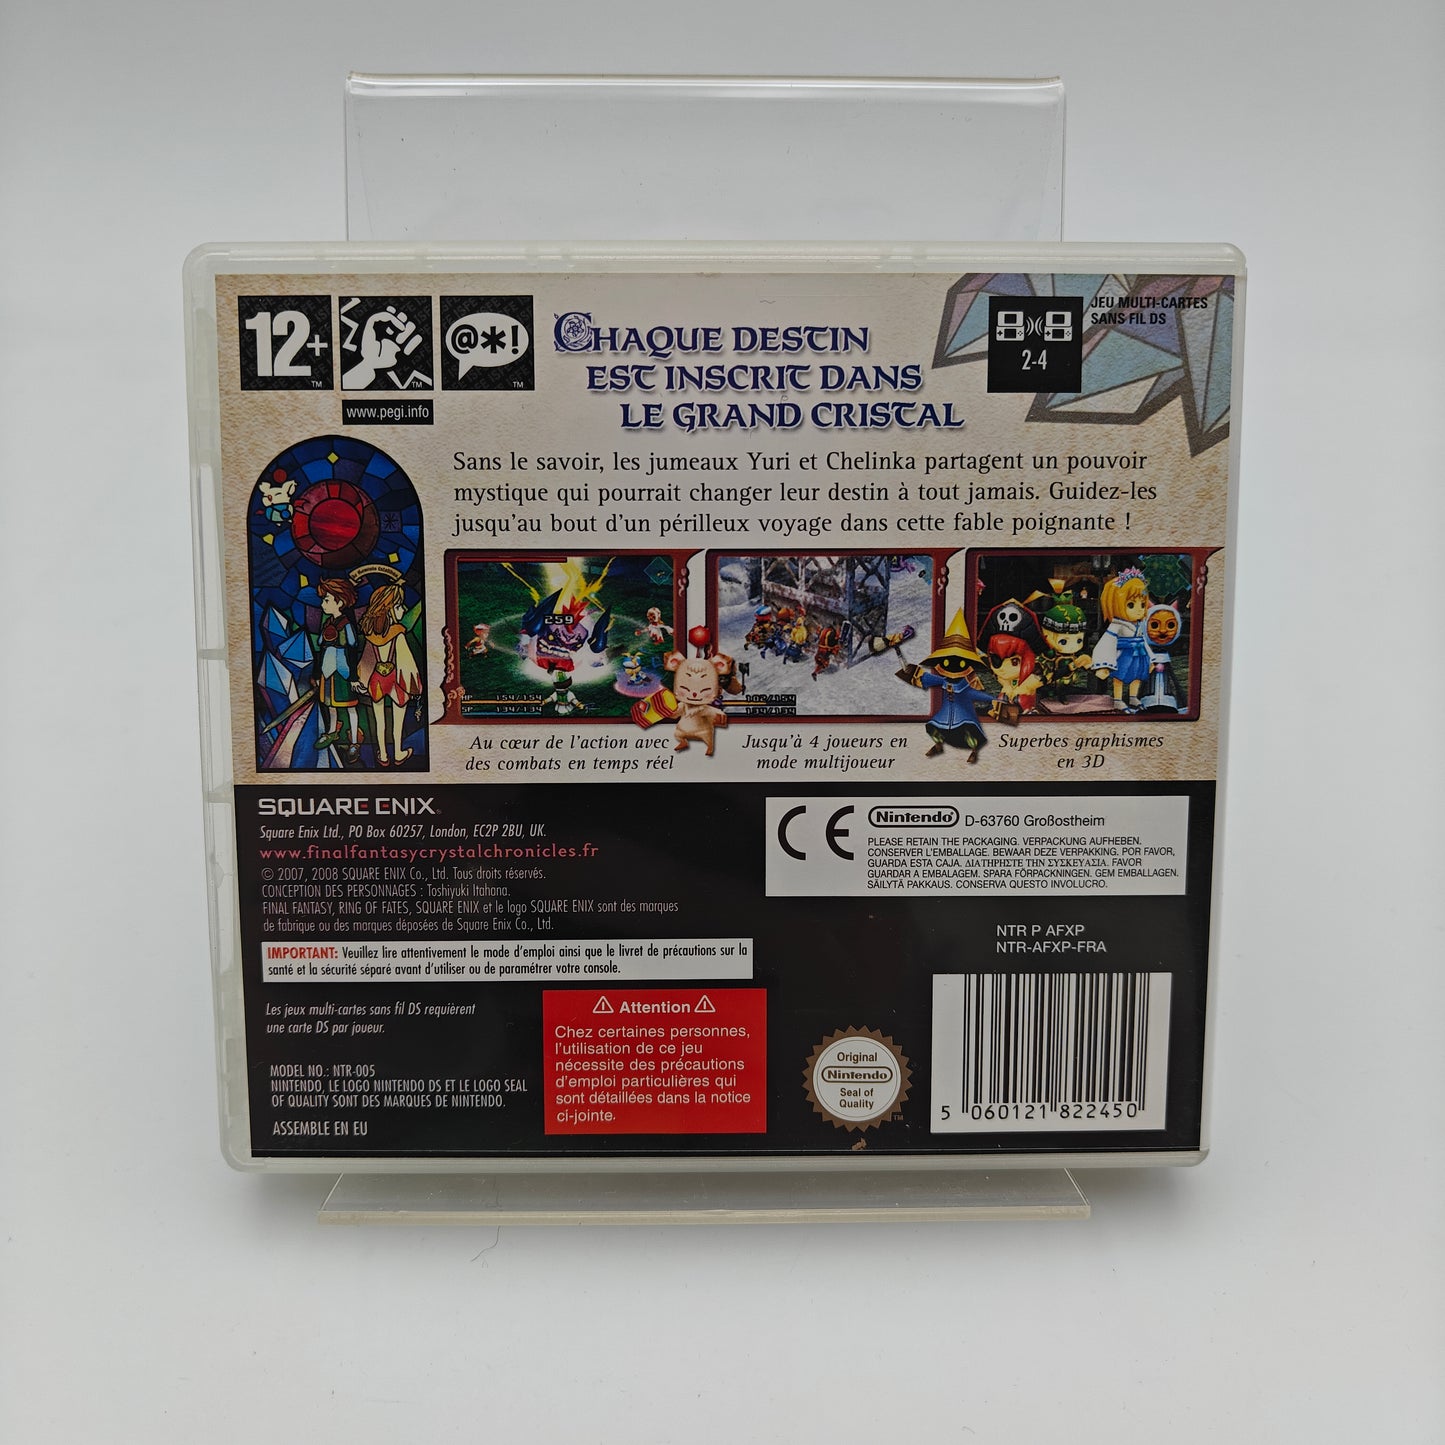 12+
TM
TM
@*!
TM
www.pegi.info
CHAQUE DESTIN
EST INSCRIT DANS
LE GRAND CRISTAL
2-4
JEU MULTI-CARTES
SANS FIL DS
Sans le savoir, les jumeaux Yuri et Chelinka partagent un pouvoir
mystique qui pourrait changer leur destin à tout jamais. Guidez-les
jusqu'au bout d'un périlleux voyage dans cette fable poignante !
259
HP 154/154
SP 134/134
Au cœur de l'action avec
des combats en temps réel
Jusqu'à 4 joueurs en
mode multijoueur
Superbes graphismes
en 3D
SQUARE ENIX
Square Enix Ltd., PO Box 60257, London, EC2P 2BU, UK.
www.finalfantasycrystalchronicles.fr
© 2007, 2008 SQUARE ENIX Co., Ltd. Tous droits réservés.
CONCEPTION DES PERSONNAGES : Toshiyuki Itahana.
FINAL FANTASY, RING OF FATES, SQUARE ENIX et le logo SQUARE ENIX sont des marques
de fabrique ou des marques déposées de Square Enix Co., Ltd.
IMPORTANT: Veuillez lire attentivement le mode d'emploi ainsi que le livret de précautions sur la
santé et la sécurité séparé avant d'utiliser ou de paramétrer votre console.
Les jeux multi-cartes sans fil DS requièrent
une carte DS par joueur.
MODEL NO.: NTR-005
NINTENDO, LE LOGO NINTENDO DS ET LE LOGO SEAL
OF QUALITY SONT DES MARQUES DE NINTENDO.
ASSEMBLE EN EU
Attention
Chez certaines personnes,
l'utilisation de ce jeu
nécessite des précautions
d'emploi particulières qui
sont détaillées dans la notice
ci-jointe.
CE
Nintendo D-63760 Großostheim
PLEASE RETAIN THE PACKAGING. VERPACKUNG AUFHEBEN.
CONSERVER L'EMBALLAGE. BEWAAR DEZE VERPAKKING. POR FAVOR,
GUARDA ESTA CAJA. ΔΙΑΤΗΡΗΣΤΕ ΤΗΝ ΣΥΣΚΕΥΑΣΙΑ. FAVOR
GUARDAR A EMBALAGEM. SPARA FÖRPACKNINGEN. GEM EMBALLAGEN.
SÄILYTÄ PAKKAUS. CONSERVA QUESTO INVOLUCRO.
NTR P AFXP
NTR-AFXP-FRA
Original
Nintendo
Seal of
Quality
TM
5 060121 822450